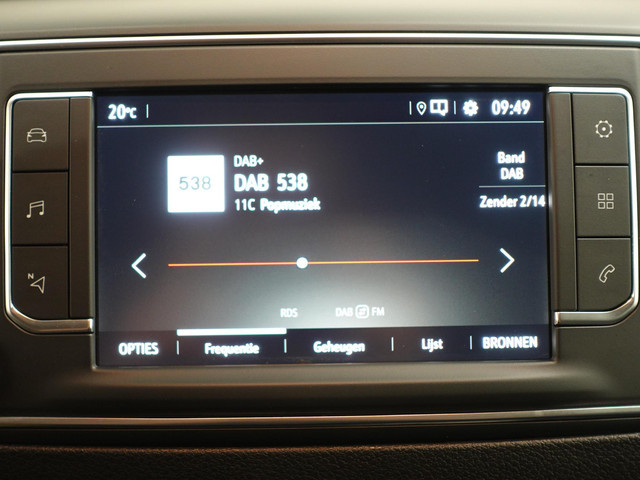 20°C
09:49
538
DAB+
DAB 538
11C Popmuziek
Band
DAB
Zender 2/14
RDS
DAB FM
OPTIES
Frequentie
Geheugen
Lijst
BRONNEN
N